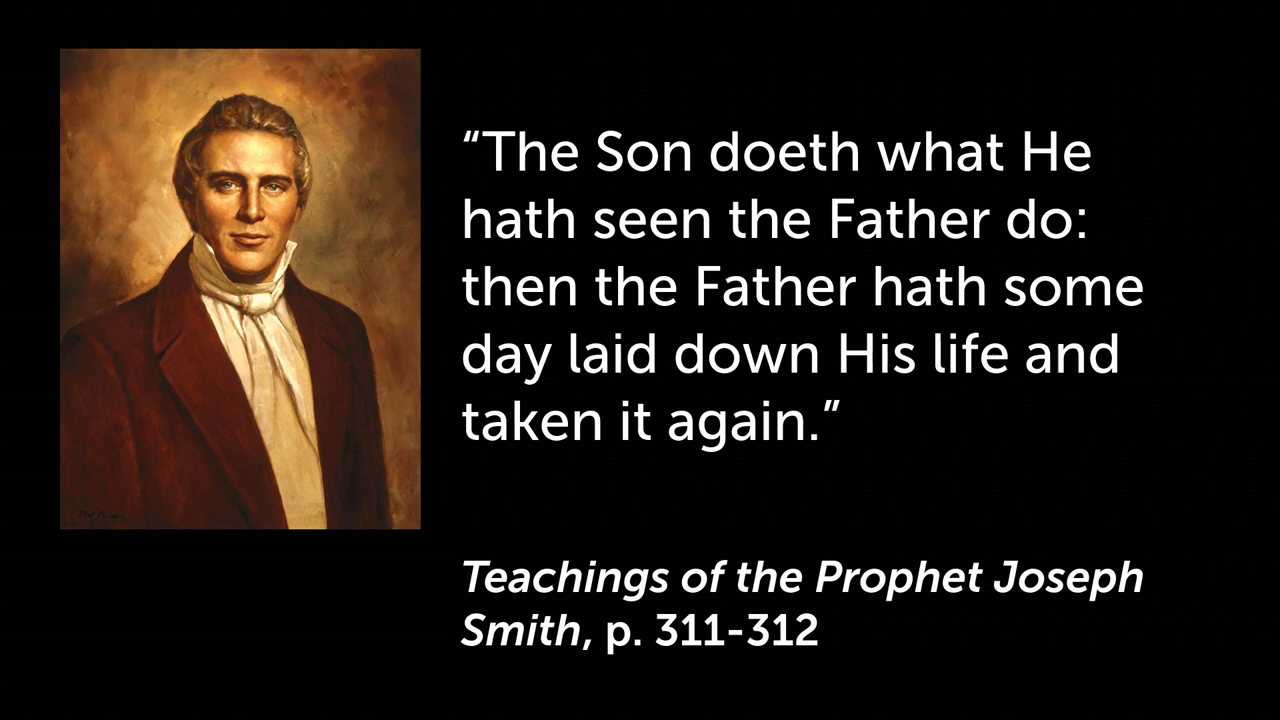 “The Son doeth what He
hath seen the Father do:
then the Father hath some
day laid down His life and
taken it again.”
Teachings of the Prophet Joseph
Smith, p. 311-312